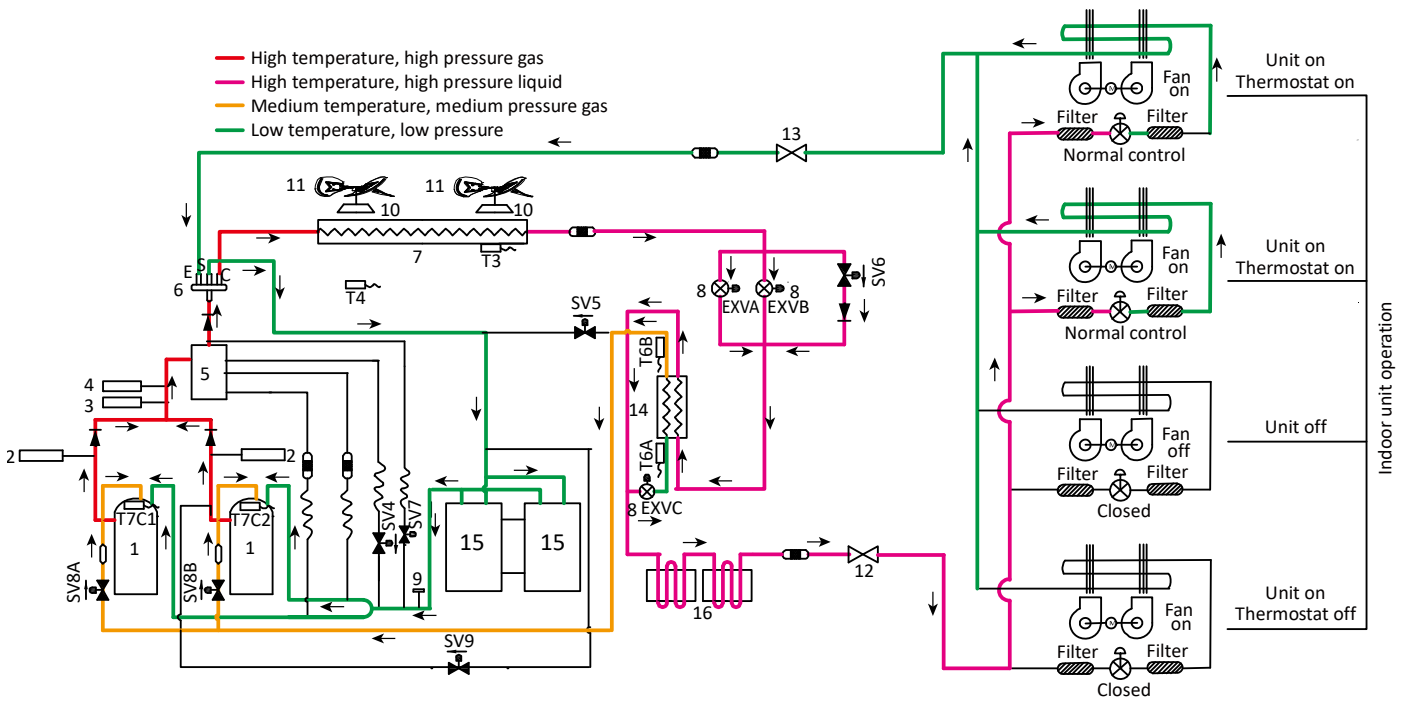 High temperature, high pressure gas
High temperature, high pressure liquid
Medium temperature, medium pressure gas
Low temperature, low pressure
13
11
11
10
10
7
T3
T4
E
S
C
6
5
4
3
2
2
T7C1
T7C2
1
1
SV8A
SV8B
SV4
SV7
9
SV9
15
15
SV5
T6B
14
T6A
8
EXVC
8
EXVA
8
EXVB
SV6
16
12
M
Fan
on
Filter
Filter
Normal control
Unit on
Thermostat on
M
Fan
on
Filter
Filter
Normal control
Unit on
Thermostat on
M
Fan
off
Filter
Filter
Closed
Unit off
M
Fan
on
Filter
Filter
Closed
Unit on
Thermostat off
Indoor unit operation